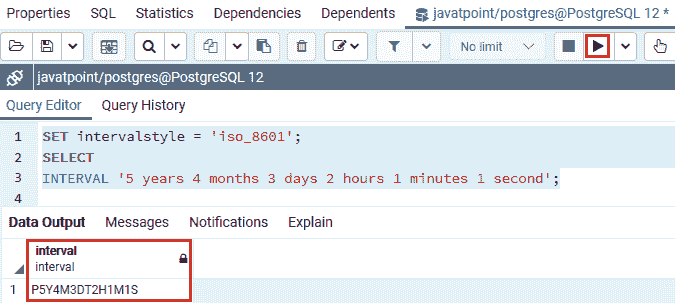 Properties SQL Statistics Dependencies Dependents javatpoint/postgres@PostgreSQL 12 *
No limit
javatpoint/postgres@PostgreSQL 12
Query Editor Query History
1 SET intervalstyle = 'iso_8601';
2 SELECT
3 INTERVAL '5 years 4 months 3 days 2 hours 1 minutes 1 second';
4
Data Output Messages Notifications Explain
interval
interval
1 P5Y4M3DT2H1M1S